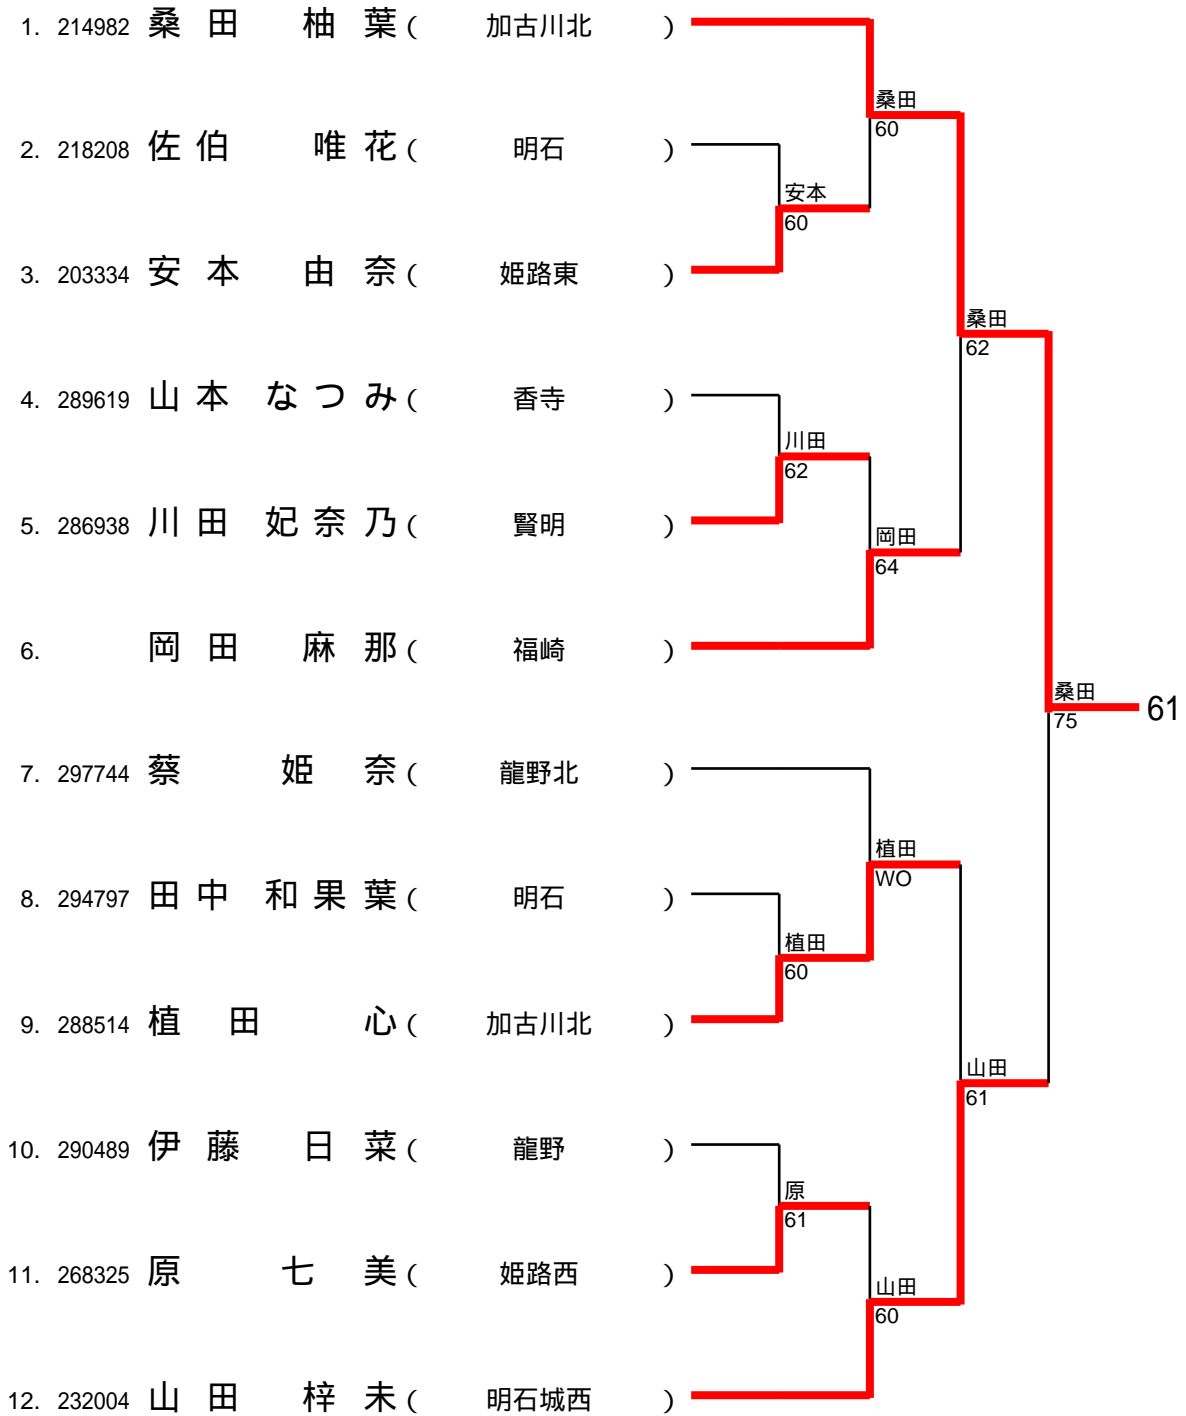 1. 214982 桑田 柚葉 ( 加古川北 )
桑田
60
2. 218208 佐伯 唯花 ( 明石 )
安本
60
3. 203334 安本 由奈 ( 姫路東 )
桑田
62
4. 289619 山本 なつみ ( 香寺 )
川田
62
5. 286938 川田 妃奈乃 ( 賢明 )
岡田
64
6. 岡田 麻那 ( 福崎 )
桑田
75
61
7. 297744 蔡 姫奈 ( 龍野北 )
植田
WO
8. 294797 田中 和果葉 ( 明石 )
植田
60
9. 288514 植田 心 ( 加古川北 )
山田
61
10. 290489 伊藤 日菜 ( 龍野 )
原
61
11. 268325 原 七美 ( 姫路西 )
山田
60
12. 232004 山田 梓未 ( 明石城西 )